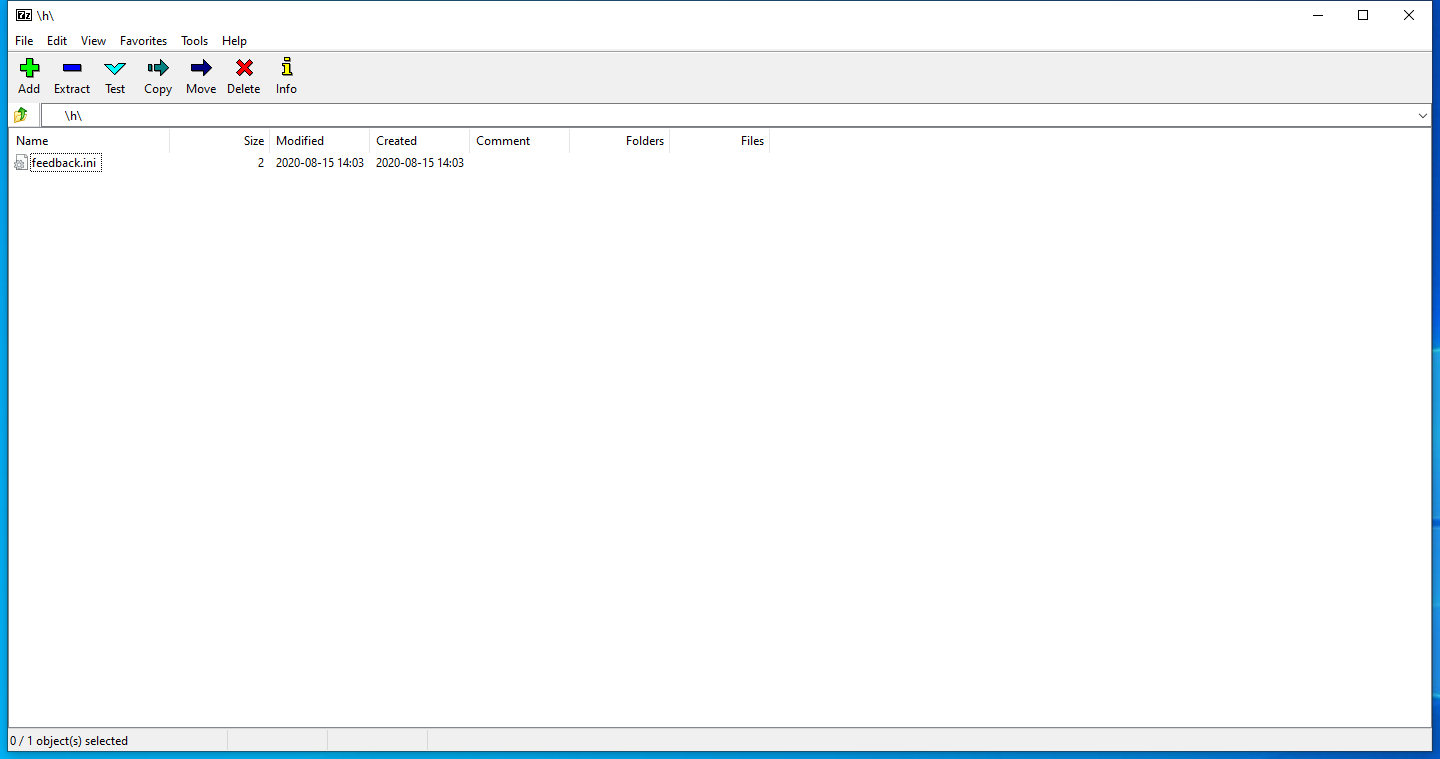 7z \h\
File Edit View Favorites Tools Help
Add Extract Test Copy Move Delete Info
\h\
Name Size Modified Created Comment Folders Files
feedback.ini 2 2020-08-15 14:03 2020-08-15 14:03
0 / 1 object(s) selected